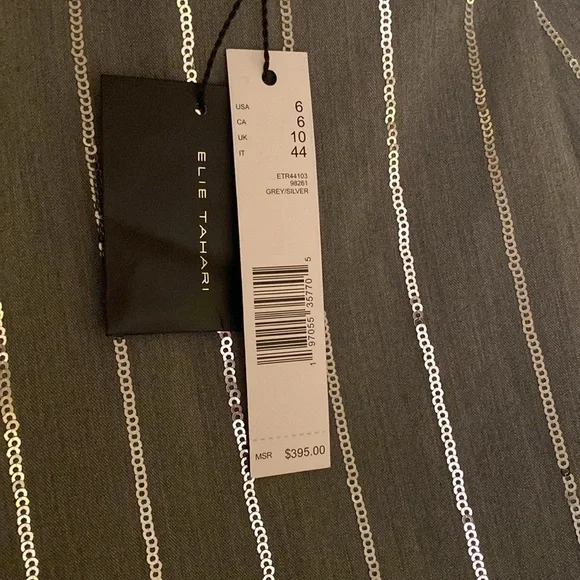 ELIE TAHARI
USA 6
CA 6
UK 10
IT 44
ETR44103
98261
GREY/SILVER
1 97055 35770 5
MSR $395.00